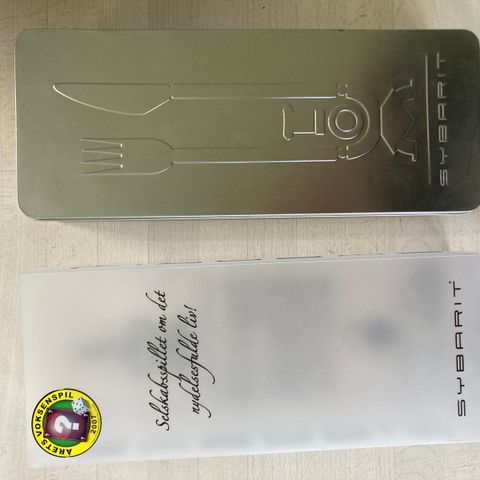 SYBARIT
Selskabsspillet om det
nydelsesfulde liv!
SYBARIT
ÅRETS VOKSENSPIL
?
2007